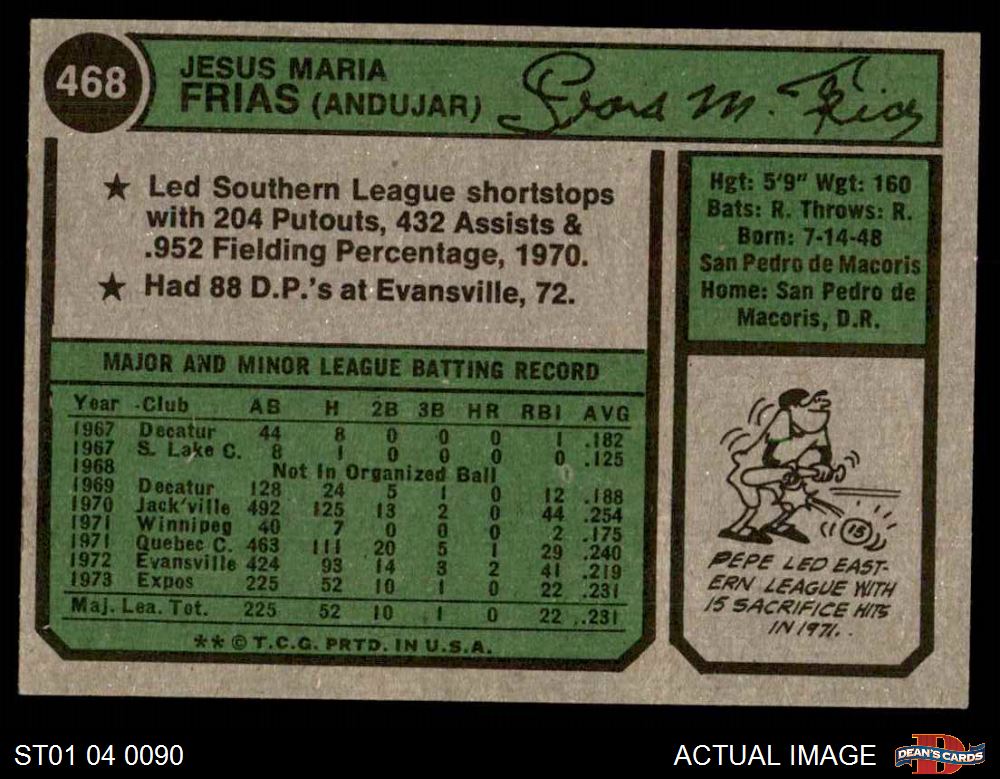 468
JESUS MARIA
FRIAS (ANDUJAR)
★ Led Southern League shortstops
with 204 Putouts, 432 Assists &
.952 Fielding Percentage, 1970.
★ Had 88 D.P.'s at Evansville, 72.
Hgt: 5'9" Wgt: 160
Bats: R. Throws: R.
Born: 7-14-48
San Pedro de Macoris
Home: San Pedro de
Macoris, D.R.
MAJOR AND MINOR LEAGUE BATTING RECORD
Year Club AB H 2B 3B HR RBI AVG
1967 Decatur 44 8 0 0 0 1 .182
1967 S. Lake C. 8 1 0 0 0 0 .125
1968 Not In Organized Ball
1969 Decatur 128 24 5 1 0 12 .188
1970 Jack'ville 492 125 13 2 0 44 .254
1971 Winnipeg 40 7 0 0 0 2 .175
1971 Quebec C. 463 111 20 5 1 29 .240
1972 Evansville 424 93 14 3 2 41 .219
1973 Expos 225 52 10 1 0 22 .231
Maj. Lea. Tot. 225 52 10 1 0 22 .231
** © T.C.G. PRTD. IN U.S.A.
15
PEPE LED EAST-
ERN LEAGUE WITH
15 SACRIFICE HITS
IN 1971.
ST01 04 0090
ACTUAL IMAGE
D
DEAN'S CARDS